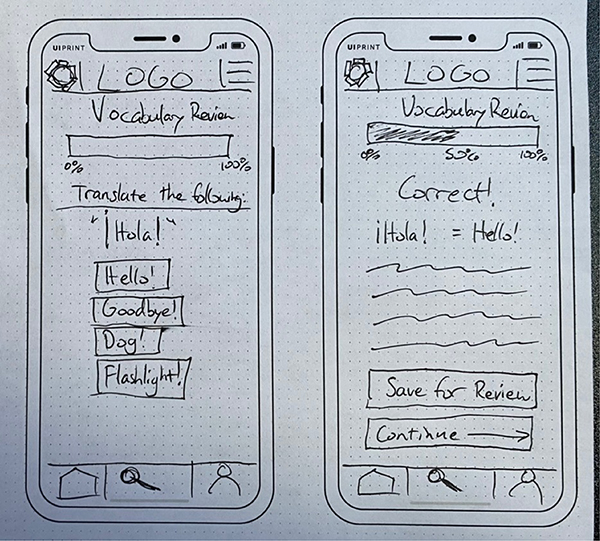 UIPRINT
LOGO
Vocabulary Review
0% 100%
Translate the following:
"¡Hola!"
Hello!
Goodbye!
Dog!
Flashlight!
UIPRINT
LOGO
Vocabulary Review
0% 50% 100%
Correct!
¡Hola! = Hello!
Save for Review
Continue